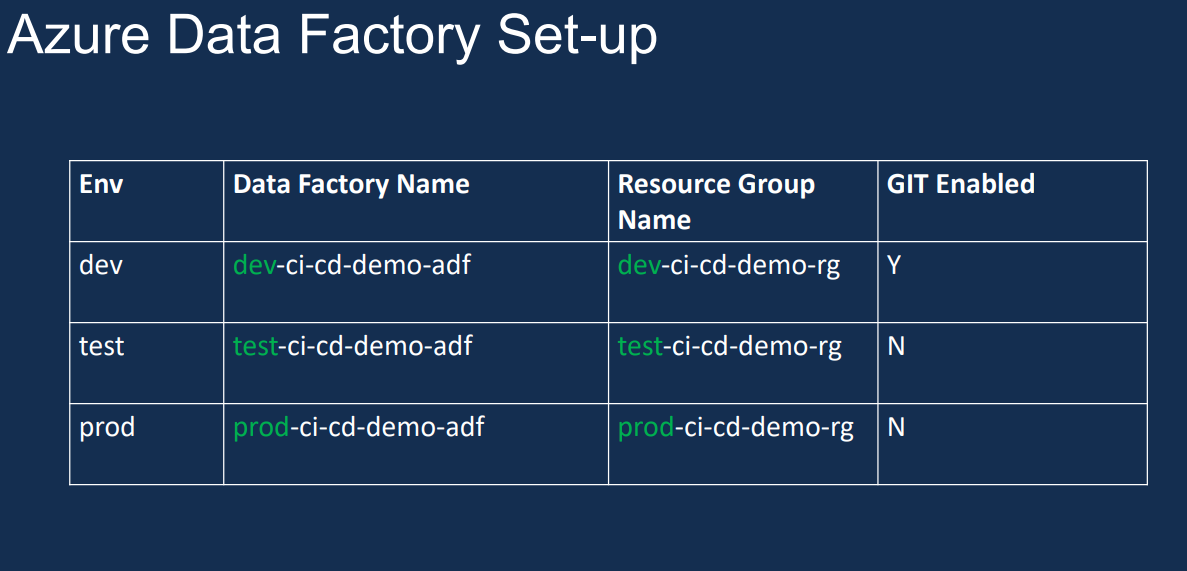 Azure Data Factory Set-up
Env
Data Factory Name
Resource Group
Name
GIT Enabled
dev
dev-ci-cd-demo-adf
dev-ci-cd-demo-rg
Y
test
test-ci-cd-demo-adf
test-ci-cd-demo-rg
N
prod
prod-ci-cd-demo-adf
prod-ci-cd-demo-rg
N